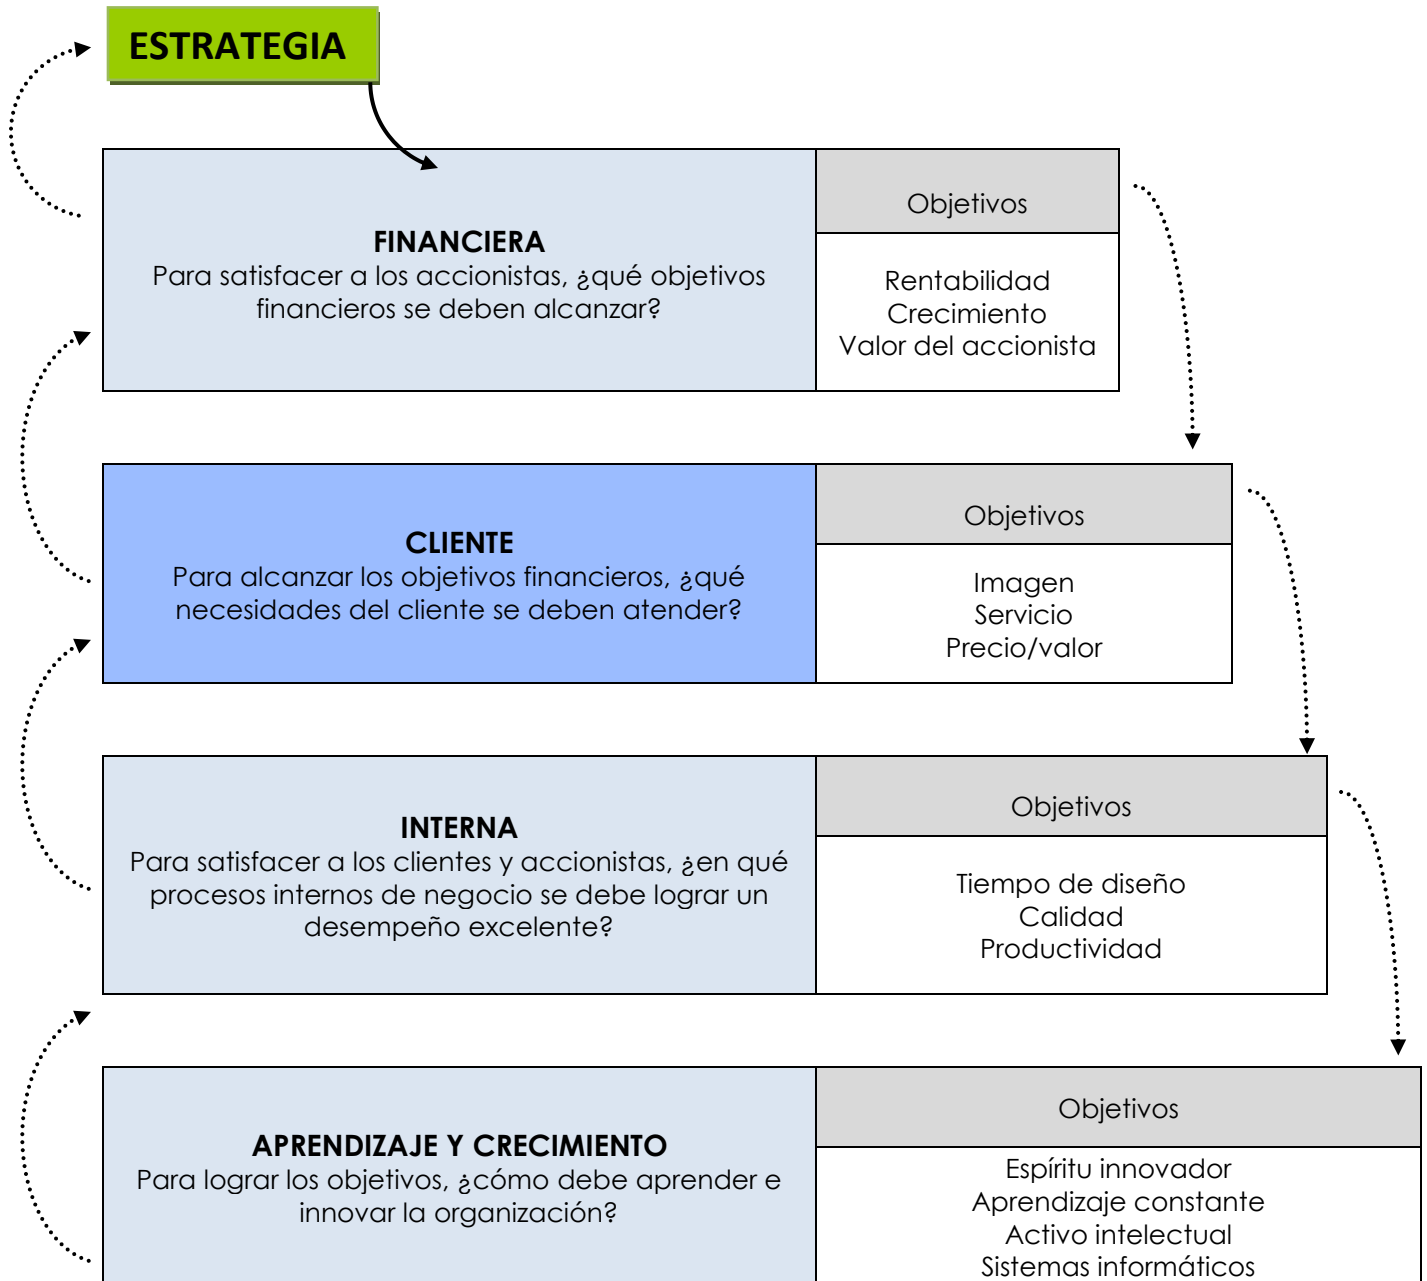 ESTRATEGIA
FINANCIERA
Para satisfacer a los accionistas, ¿qué objetivos
financieros se deben alcanzar?
Objetivos
Rentabilidad
Crecimiento
Valor del accionista
CLIENTE
Para alcanzar los objetivos financieros, ¿qué
necesidades del cliente se deben atender?
Objetivos
Imagen
Servicio
Precio/valor
INTERNA
Para satisfacer a los clientes y accionistas, ¿en qué
procesos internos de negocio se debe lograr un
desempeño excelente?
Objetivos
Tiempo de diseño
Calidad
Productividad
APRENDIZAJE Y CRECIMIENTO
Para lograr los objetivos, ¿cómo debe aprender e
innovar la organización?
Objetivos
Espíritu innovador
Aprendizaje constante
Activo intelectual
Sistemas informáticos